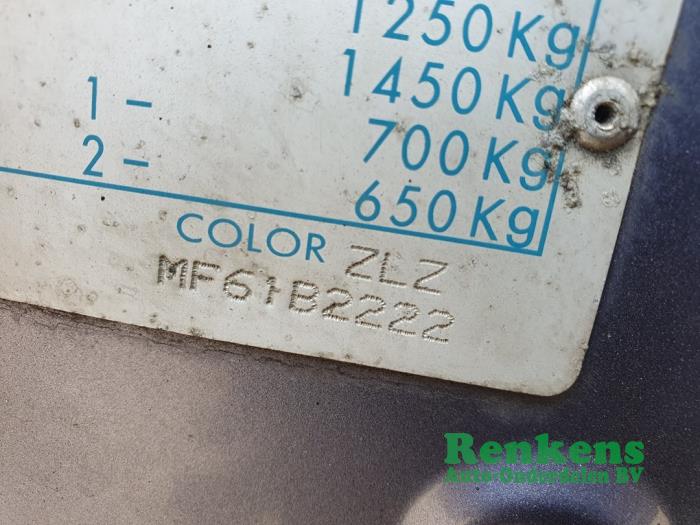 1250Kg
1450Kg
1- 700Kg
2- 650Kg
COLOR ZLZ
MF61B2222
Renkens
Auto-Onderdelen BV